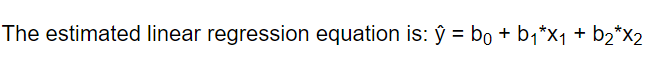 The estimated linear regression equation is: ŷ = b₀ + b₁*x₁ + b₂*x₂